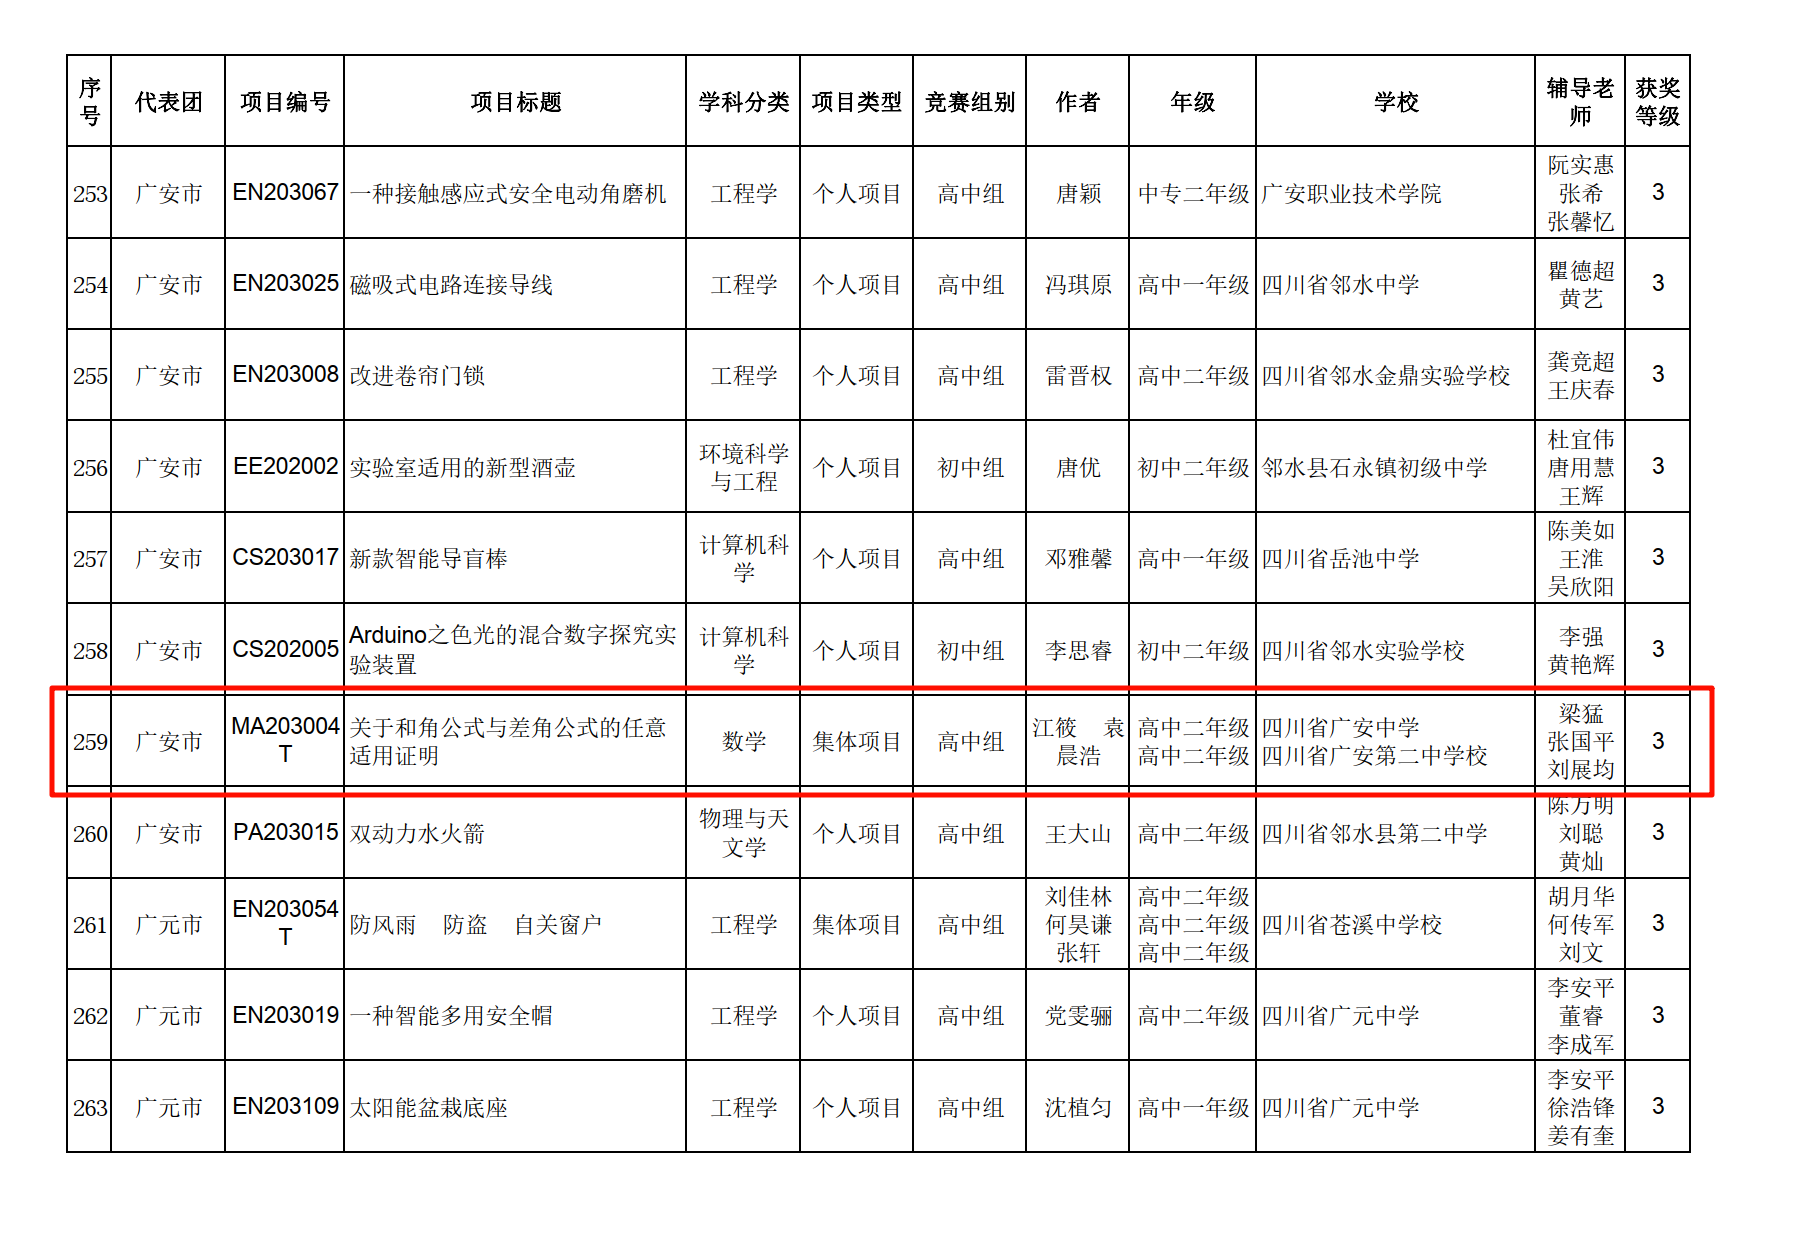 序号 代表团 项目编号 项目标题 学科分类 项目类型 竞赛组别 作者 年级 学校 辅导老师 获奖等级
253 广安市 EN203067 一种接触感应式安全电动角磨机 工程学 个人项目 高中组 唐颖 中专二年级 广安职业技术学院 阮实惠 张希 张馨忆 3
254 广安市 EN203025 磁吸式电路连接导线 工程学 个人项目 高中组 冯琪原 高中一年级 四川省邻水中学 瞿德超 黄艺 3
255 广安市 EN203008 改进卷帘门锁 工程学 个人项目 高中组 雷晋权 高中二年级 四川省邻水金鼎实验学校 龚竞超 王庆春 3
256 广安市 EE202002 实验室适用的新型酒壶 环境科学与工程 个人项目 初中组 唐优 初中二年级 邻水县石永镇初级中学 杜宜伟 唐用慧 王辉 3
257 广安市 CS203017 新款智能导盲棒 计算机科学 个人项目 高中组 邓雅馨 高中一年级 四川省岳池中学 陈美如 王淮 吴欣阳 3
258 广安市 CS202005 Arduino之色光的混合数字探究实验装置 计算机科学 个人项目 初中组 李思睿 初中二年级 四川省邻水实验学校 李强 黄艳辉 3
259 广安市 MA203004T 关于和角公式与差角公式的任意适用证明 数学 集体项目 高中组 江筱 袁晨浩 高中二年级 高中二年级 四川省广安中学 四川省广安第二中学校 梁猛 张国平 刘展均 3
260 广安市 PA203015 双动力水火箭 物理与天文学 个人项目 高中组 王大山 高中二年级 四川省邻水县第二中学 陈万明 刘聪 黄灿 3
261 广元市 EN203054T 防风雨 防盗 自关窗户 工程学 集体项目 高中组 刘佳林 何昊谦 张轩 高中二年级 高中二年级 高中二年级 四川省苍溪中学校 胡月华 何传军 刘文 3
262 广元市 EN203019 一种智能多用安全帽 工程学 个人项目 高中组 党雯骊 高中二年级 四川省广元中学 李安平 董睿 李成军 3
263 广元市 EN203109 太阳能盆栽底座 工程学 个人项目 高中组 沈植匀 高中一年级 四川省广元中学 李安平 徐浩锋 姜有奎 3